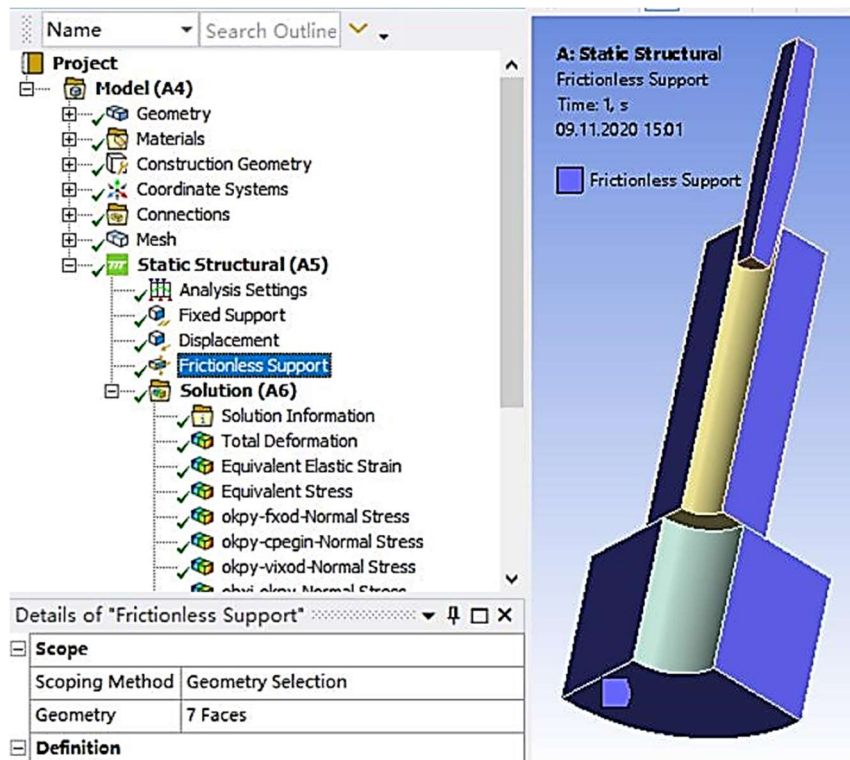 Name
Search Outline
Project
Model (A4)
Geometry
Materials
Construction Geometry
Coordinate Systems
Connections
Mesh
Static Structural (A5)
Analysis Settings
Fixed Support
Displacement
Frictionless Support
Solution (A6)
Solution Information
Total Deformation
Equivalent Elastic Strain
Equivalent Stress
okpy-fxod-Normal Stress
okpy-cpegin-Normal Stress
okpy-vixod-Normal Stress
Details of "Frictionless Support"
Scope
Scoping Method Geometry Selection
Geometry 7 Faces
Definition
A: Static Structural
Frictionless Support
Time: 1, s
09.11.2020 15:01
Frictionless Support